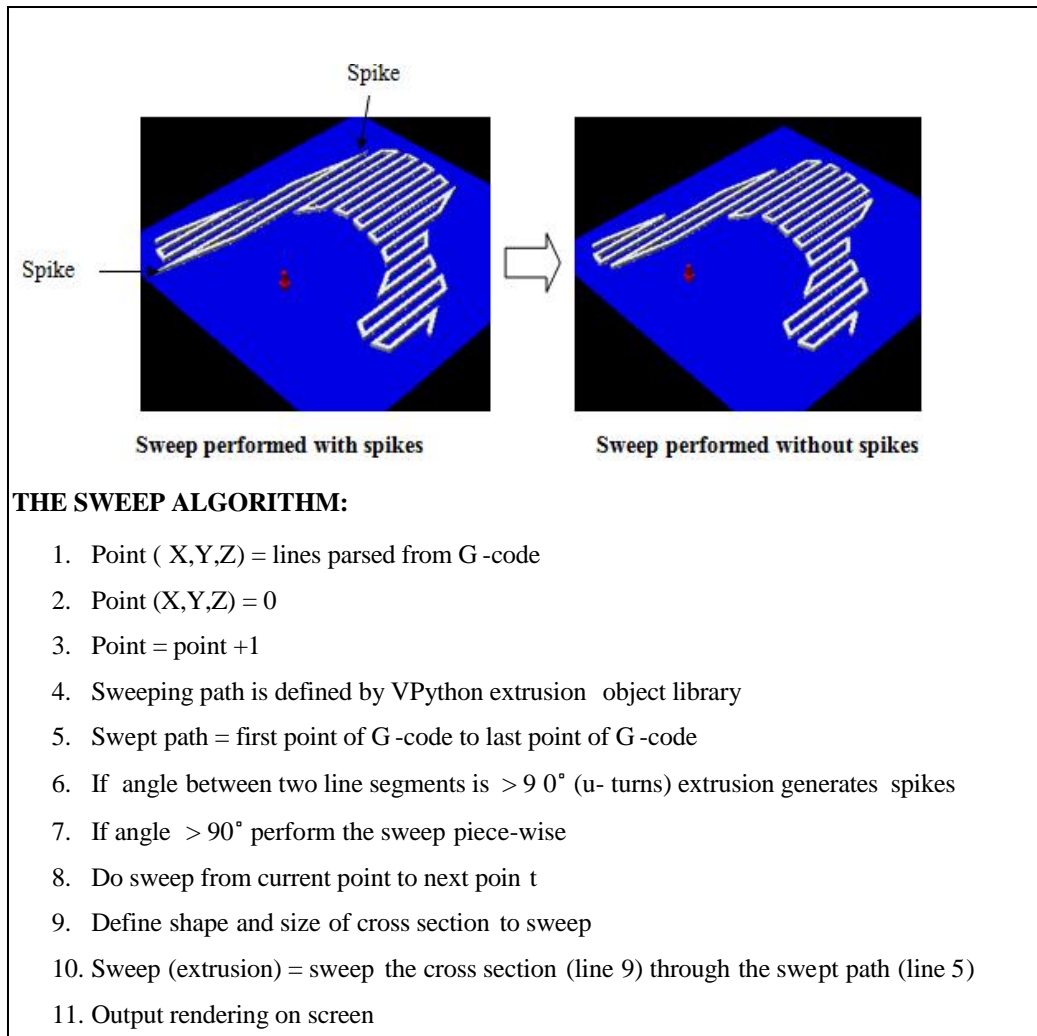 Spike
Spike
Sweep performed with spikes
Sweep performed without spikes
THE SWEEP ALGORITHM:
1. Point ( X,Y,Z) = lines parsed from G -code
2. Point (X,Y,Z) = 0
3. Point = point +1
4. Sweeping path is defined by VPython extrusion object library
5. Swept path = first point of G -code to last point of G -code
6. If angle between two line segments is > 9 0˚ (u- turns) extrusion generates spikes
7. If angle > 90˚ perform the sweep piece-wise
8. Do sweep from current point to next poin t
9. Define shape and size of cross section to sweep
10. Sweep (extrusion) = sweep the cross section (line 9) through the swept path (line 5)
11. Output rendering on screen